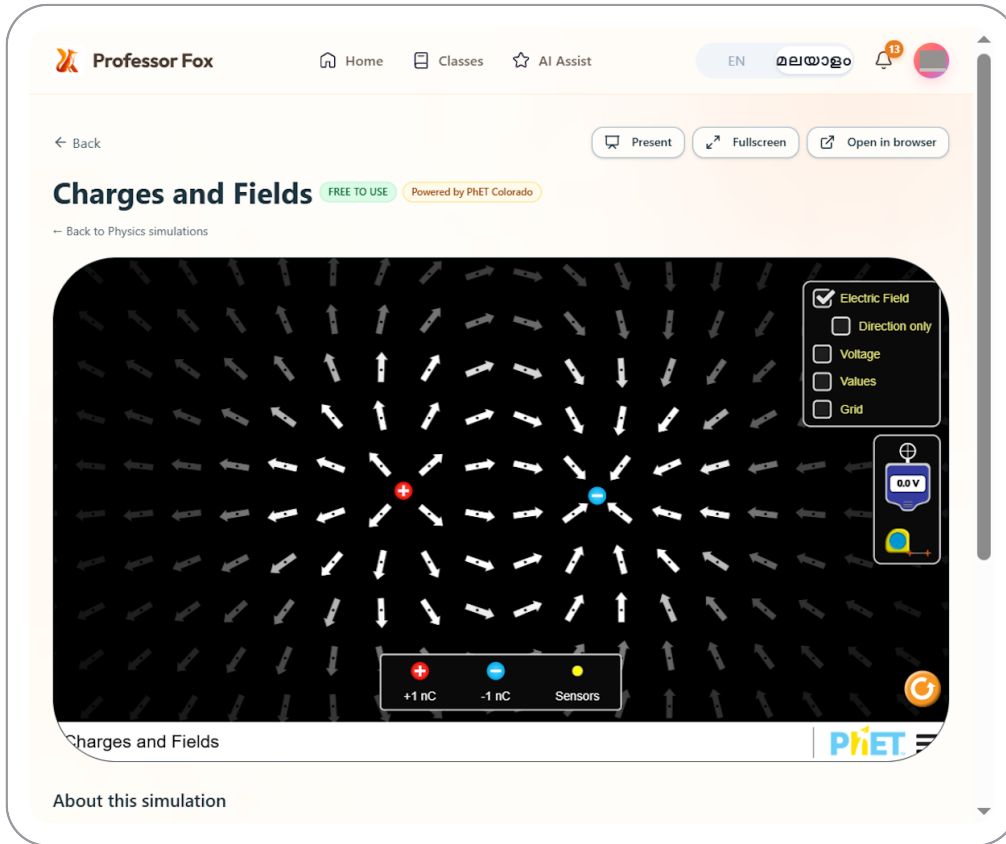 Professor Fox Home Classes AI Assist EN മലയാളം 13
← Back Present Fullscreen Open in browser
Charges and Fields FREE TO USE Powered by PhET Colorado
← Back to Physics simulations
Electric Field
Direction only
Voltage
Values
Grid
0.0 V
+1 nC -1 nC Sensors
Charges and Fields PhET
About this simulation